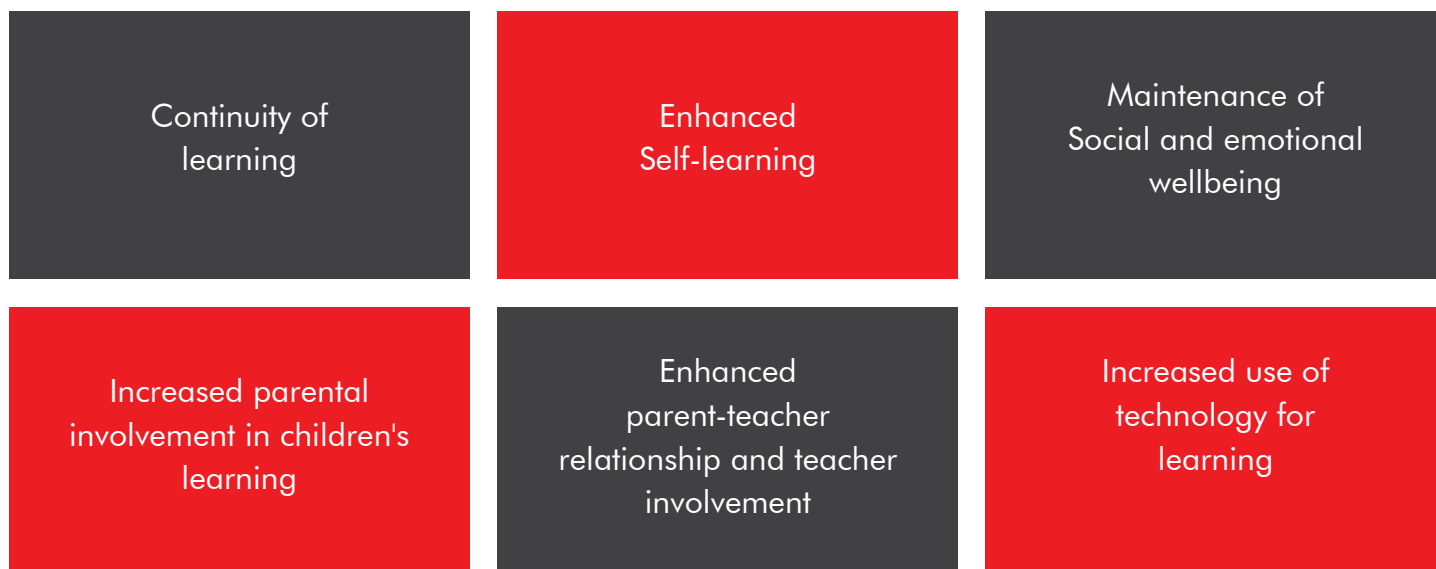 Continuity of
learning
Enhanced
Self-learning
Maintenance of
Social and emotional
wellbeing
Increased parental
involvement in children's
learning
Enhanced
parent-teacher
relationship and teacher
involvement
Increased use of
technology for
learning